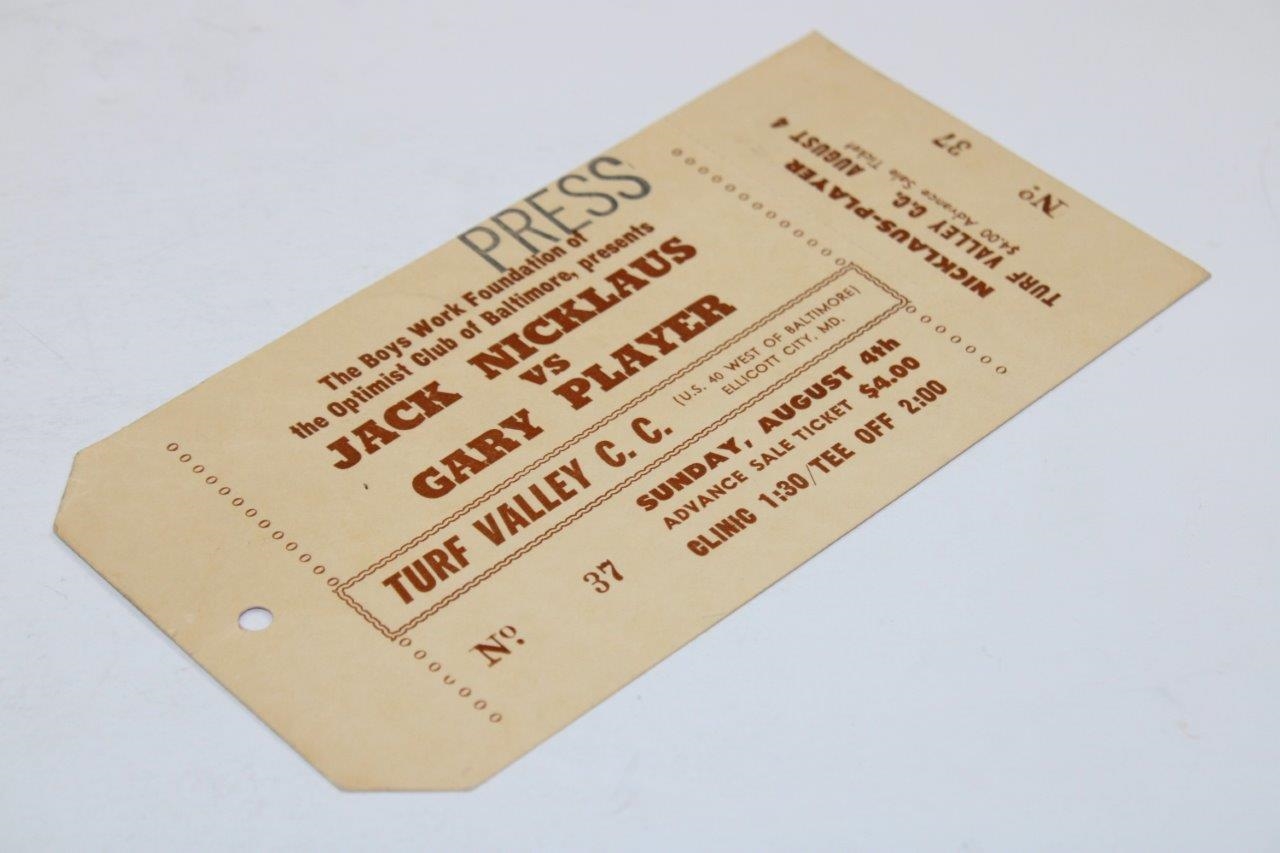 PRESS
The Boys Work Foundation of
the Optimist Club of Baltimore, presents
JACK NICKLAUS
VS
GARY PLAYER
TURF VALLEY C. C.
(U.S. 40 WEST OF BALTIMORE)
ELLICOTT CITY, MD.
SUNDAY, AUGUST 4th
ADVANCE SALE TICKET $4.00
CLINIC 1:30/TEE OFF 2:00
Nº 37
NICKLAUS-PLAYER
TURF VALLEY C.C. AUGUST 4
$4.00 Advance Sale Ticket
Nº 37